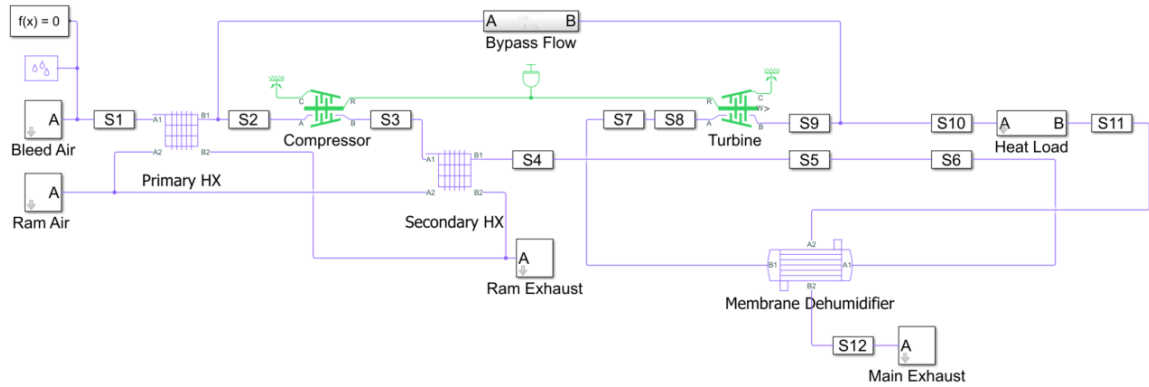 f(x) = 0
A
B
Bypass Flow
C
R
R
C
W
A
Bleed Air
S1
A1
B1
A2
B2
Primary HX
S2
A
B
Compressor
S3
S7
S8
A
B
Turbine
S9
S10
A
B
Heat Load
S11
A1
B1
A2
B2
Secondary HX
S4
S5
S6
A
Ram Air
A
Ram Exhaust
A2
B1
A1
B2
Membrane Dehumidifier
S12
A
Main Exhaust